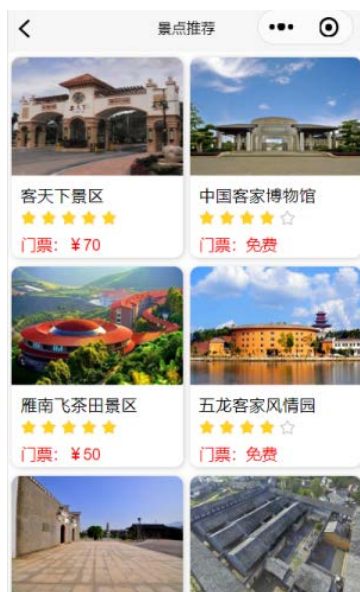 景点推荐
客天下景区
中国客家博物馆
门票：￥70
门票：免费
雁南飞茶田景区
五龙客家风情园
门票：￥50
门票：免费